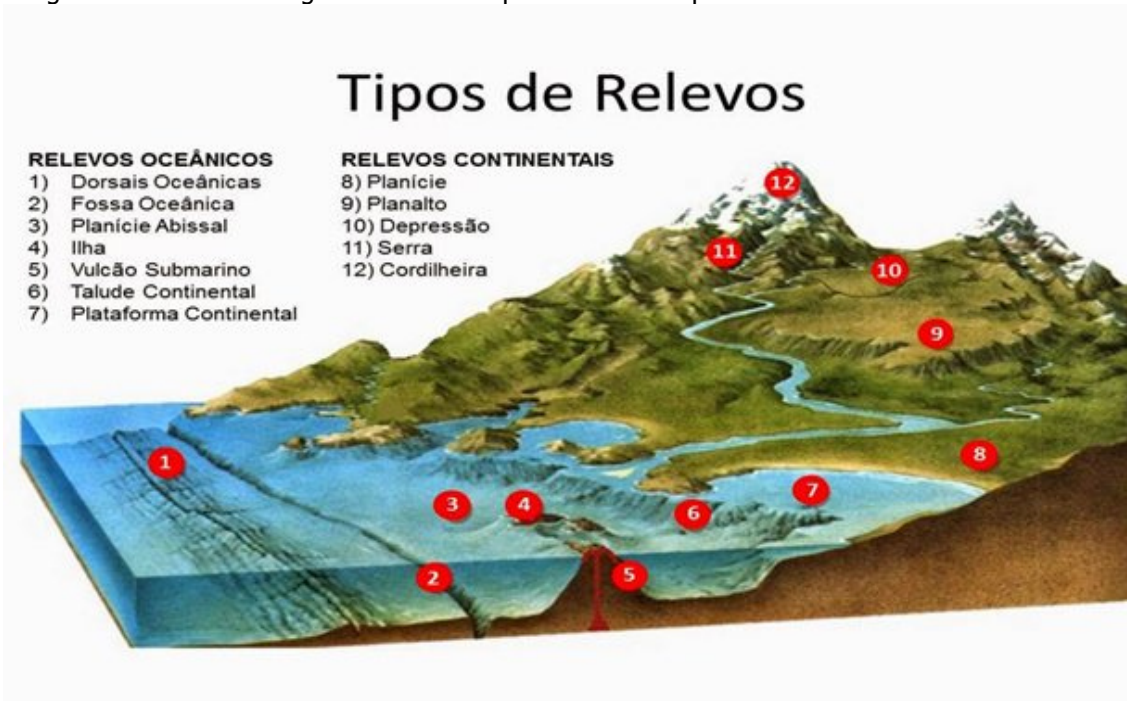 Tipos de Relevos
RELEVOS OCEÂNICOS
1) Dorsais Oceânicas
2) Fossa Oceânica
3) Planície Abissal
4) Ilha
5) Vulcão Submarino
6) Talude Continental
7) Plataforma Continental
RELEVOS CONTINENTAIS
8) Planície
9) Planalto
10) Depressão
11) Serra
12) Cordilheira
12
11
10
9
1
8
7
3
4
6
2
5